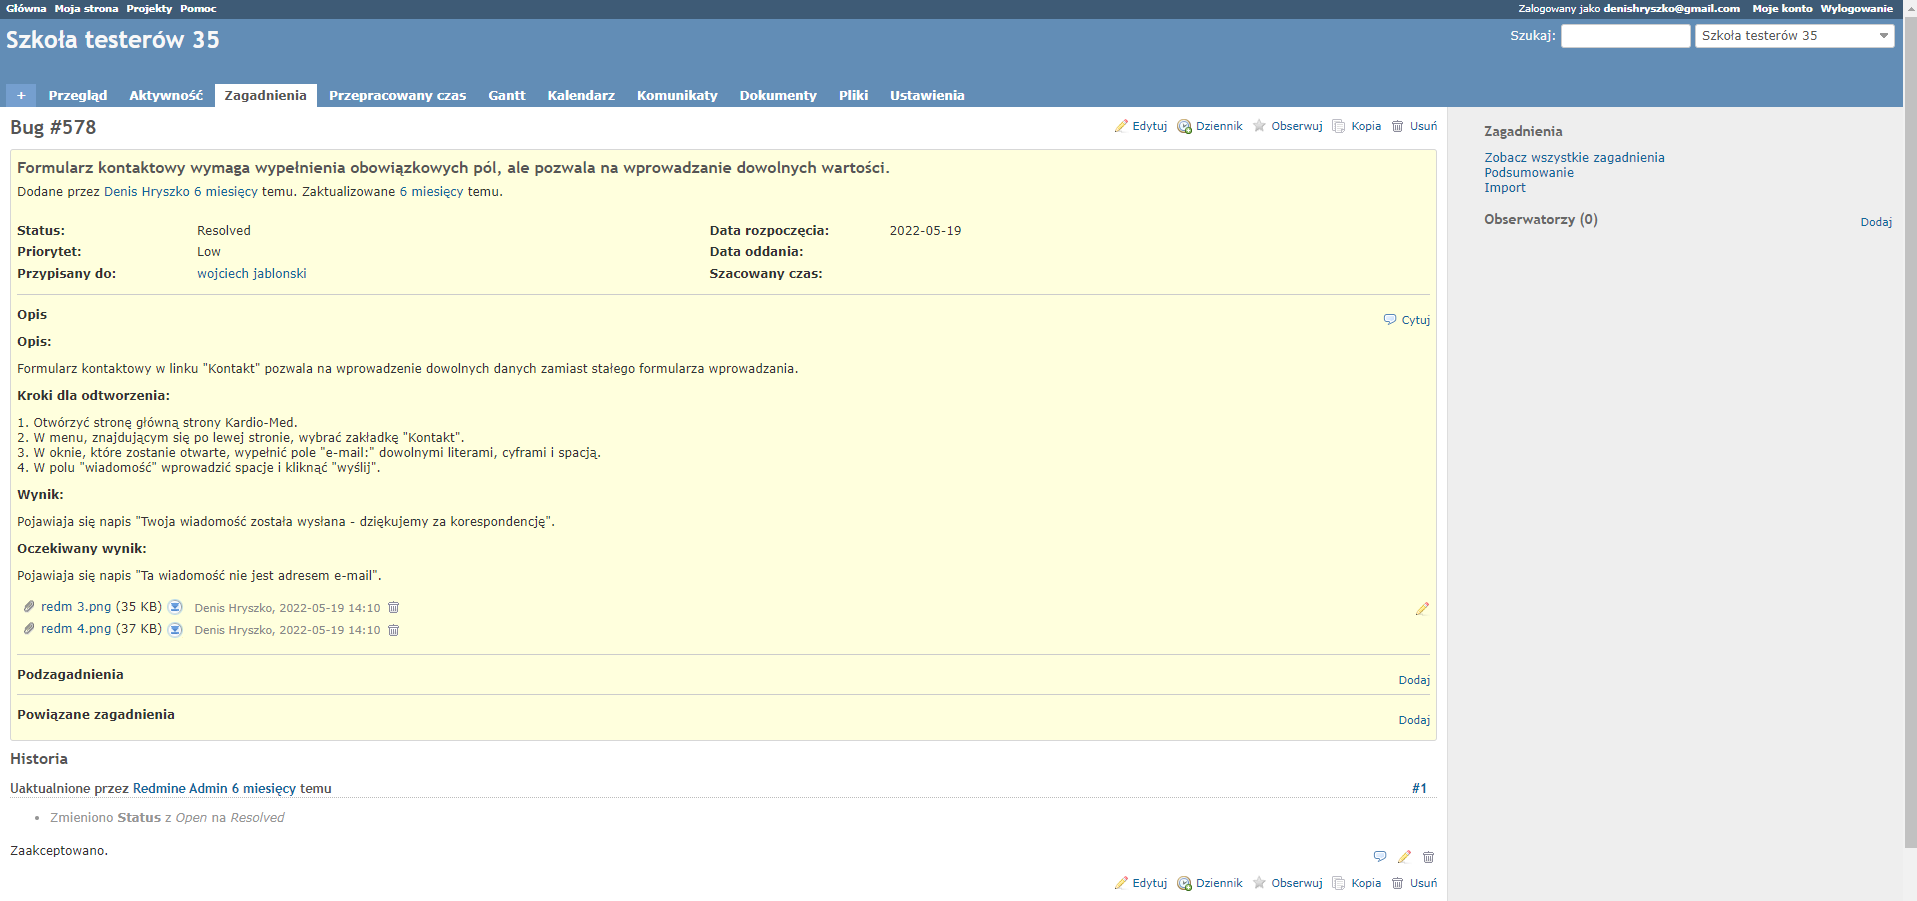 Główna Moja strona Projekty Pomoc
Zalogowany jako denishryszko@gmail.com Moje konto Wylogowanie
Szkoła testerów 35
Szukaj: Szkoła testerów 35
+ Przegląd Aktywność Zagadnienia Przepracowany czas Gantt Kalendarz Komunikaty Dokumenty Pliki Ustawienia
Bug #578
Edytuj Dziennik Obserwuj Kopia Usuń
Formularz kontaktowy wymaga wypełnienia obowiązkowych pól, ale pozwala na wprowadzanie dowolnych wartości.
Dodane przez Denis Hryszko 6 miesięcy temu. Zaktualizowane 6 miesięcy temu.
Status: Resolved Data rozpoczęcia: 2022-05-19
Priorytet: Low Data oddania:
Przypisany do: wojciech jablonski Szacowany czas:
Opis
Cytuj
Opis:
Formularz kontaktowy w linku "Kontakt" pozwala na wprowadzenie dowolnych danych zamiast stałego formularza wprowadzania.
Kroki dla odtworzenia:
1. Otwórzyć stronę główną strony Kardio-Med.
2. W menu, znajdującym się po lewej stronie, wybrać zakładkę "Kontakt".
3. W oknie, które zostanie otwarte, wypełnić pole "e-mail:" dowolnymi literami, cyframi i spacją.
4. W polu "wiadomość" wprowadzić spacje i kliknąć "wyślij".
Wynik:
Pojawiaja się napis "Twoja wiadomość została wysłana - dziękujemy za korespondencję".
Oczekiwany wynik:
Pojawiaja się napis "Ta wiadomość nie jest adresem e-mail".
redm 3.png (35 KB) Denis Hryszko, 2022-05-19 14:10
redm 4.png (37 KB) Denis Hryszko, 2022-05-19 14:10
Podzagadnienia
Dodaj
Powiązane zagadnienia
Dodaj
Historia
Uaktualnione przez Redmine Admin 6 miesięcy temu #1
• Zmieniono Status z Open na Resolved
Zaakceptowano.
Edytuj Dziennik Obserwuj Kopia Usuń
Zagadnienia
Zobacz wszystkie zagadnienia
Podsumowanie
Import
Obserwatorzy (0) Dodaj